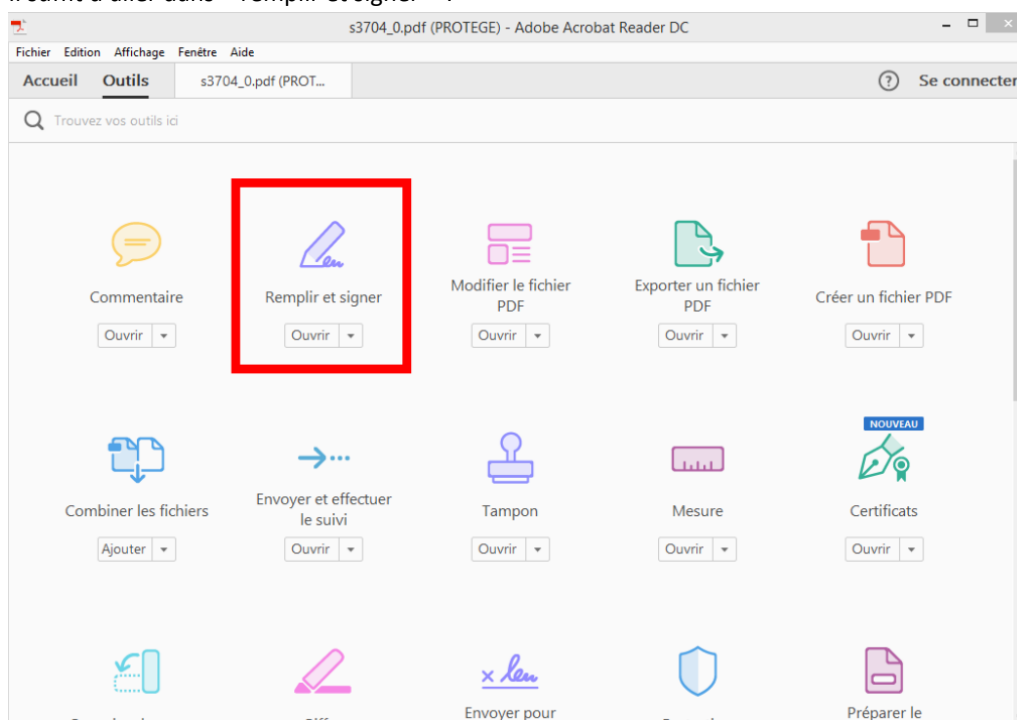 s3704_0.pdf (PROTEGE) - Adobe Acrobat Reader DC
Fichier Edition Affichage Fenêtre Aide
Accueil Outils s3704_0.pdf (PROT... ? Se connecter
Trouvez vos outils ici
Commentaire
Ouvrir
Remplir et signer
Ouvrir
Modifier le fichier
PDF
Ouvrir
Exporter un fichier
PDF
Ouvrir
Créer un fichier PDF
Ouvrir
Combiner les fichiers
Ajouter
Envoyer et effectuer
le suivi
Ouvrir
Tampon
Ouvrir
Mesure
Ouvrir
NOUVEAU
Certificats
Ouvrir
Envoyer pour
Préparer le